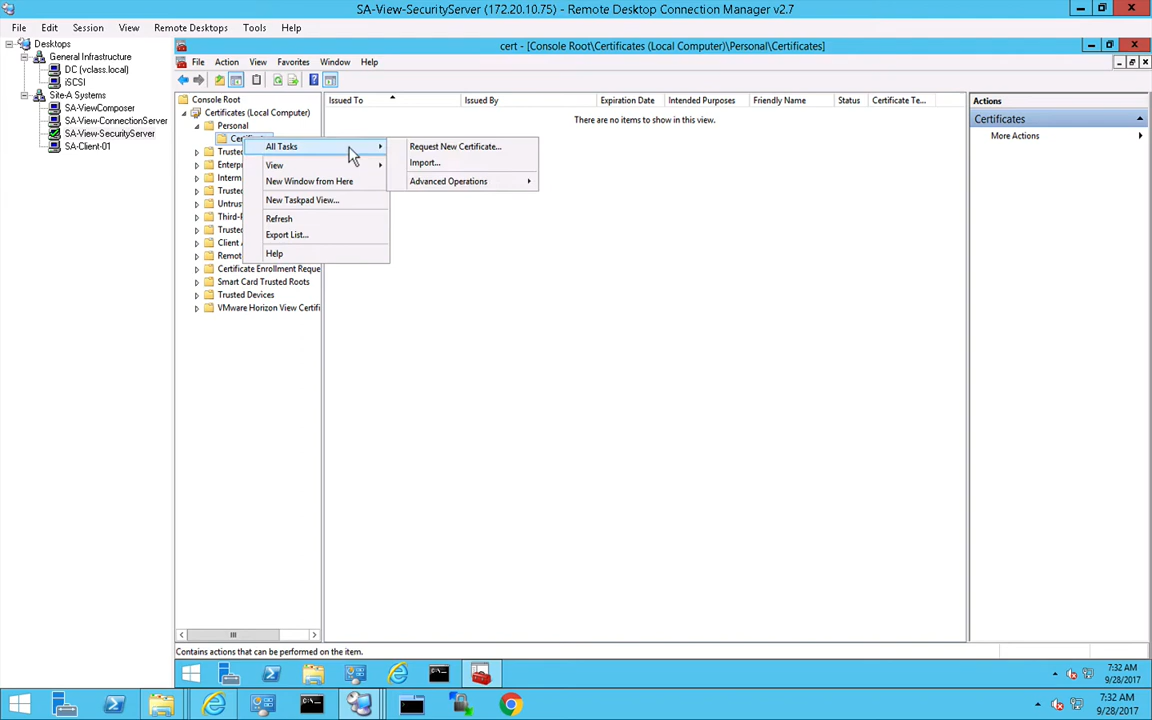 SA-View-SecurityServer (172.20.10.75) - Remote Desktop Connection Manager v2.7
File Edit Session View Remote Desktops Tools Help
Desktops
General Infrastructure
DC (vclass.local)
iSCSI
Site-A Systems
SA-ViewComposer
SA-View-ConnectionServer
SA-View-SecurityServer
SA-Client-01
cert - [Console Root\Certificates (Local Computer)\Personal\Certificates]
File Action View Favorites Window Help
Console Root
Certificates (Local Computer)
Personal
Certificate Enrollment Reque
Smart Card Trusted Roots
Trusted Devices
VMware Horizon View Certifi
Issued To Issued By Expiration Date Intended Purposes Friendly Name Status Certificate Te...
There are no items to show in this view.
All Tasks
View
New Window from Here
New Taskpad View...
Refresh
Export List...
Help
Request New Certificate...
Import...
Advanced Operations
Actions
Certificates
More Actions
Contains actions that can be performed on the item.
7:32 AM
9/28/2017
7:32 AM
9/28/2017